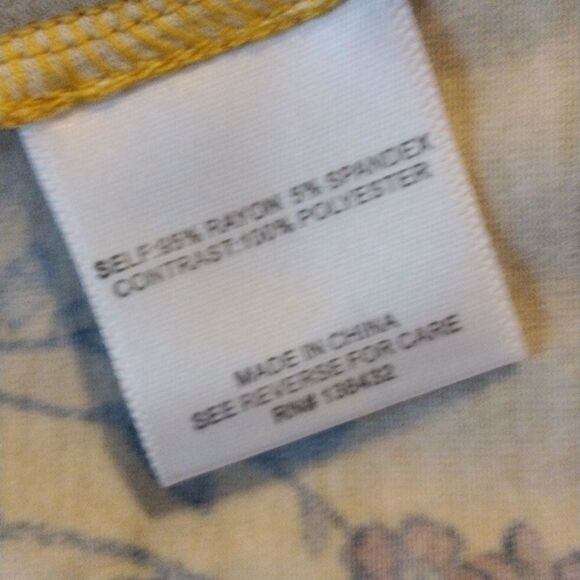 SELF:95% RAYON 5% SPANDEX
CONTRAST:100% POLYESTER
MADE IN CHINA
SEE REVERSE FOR CARE
RN# 138432